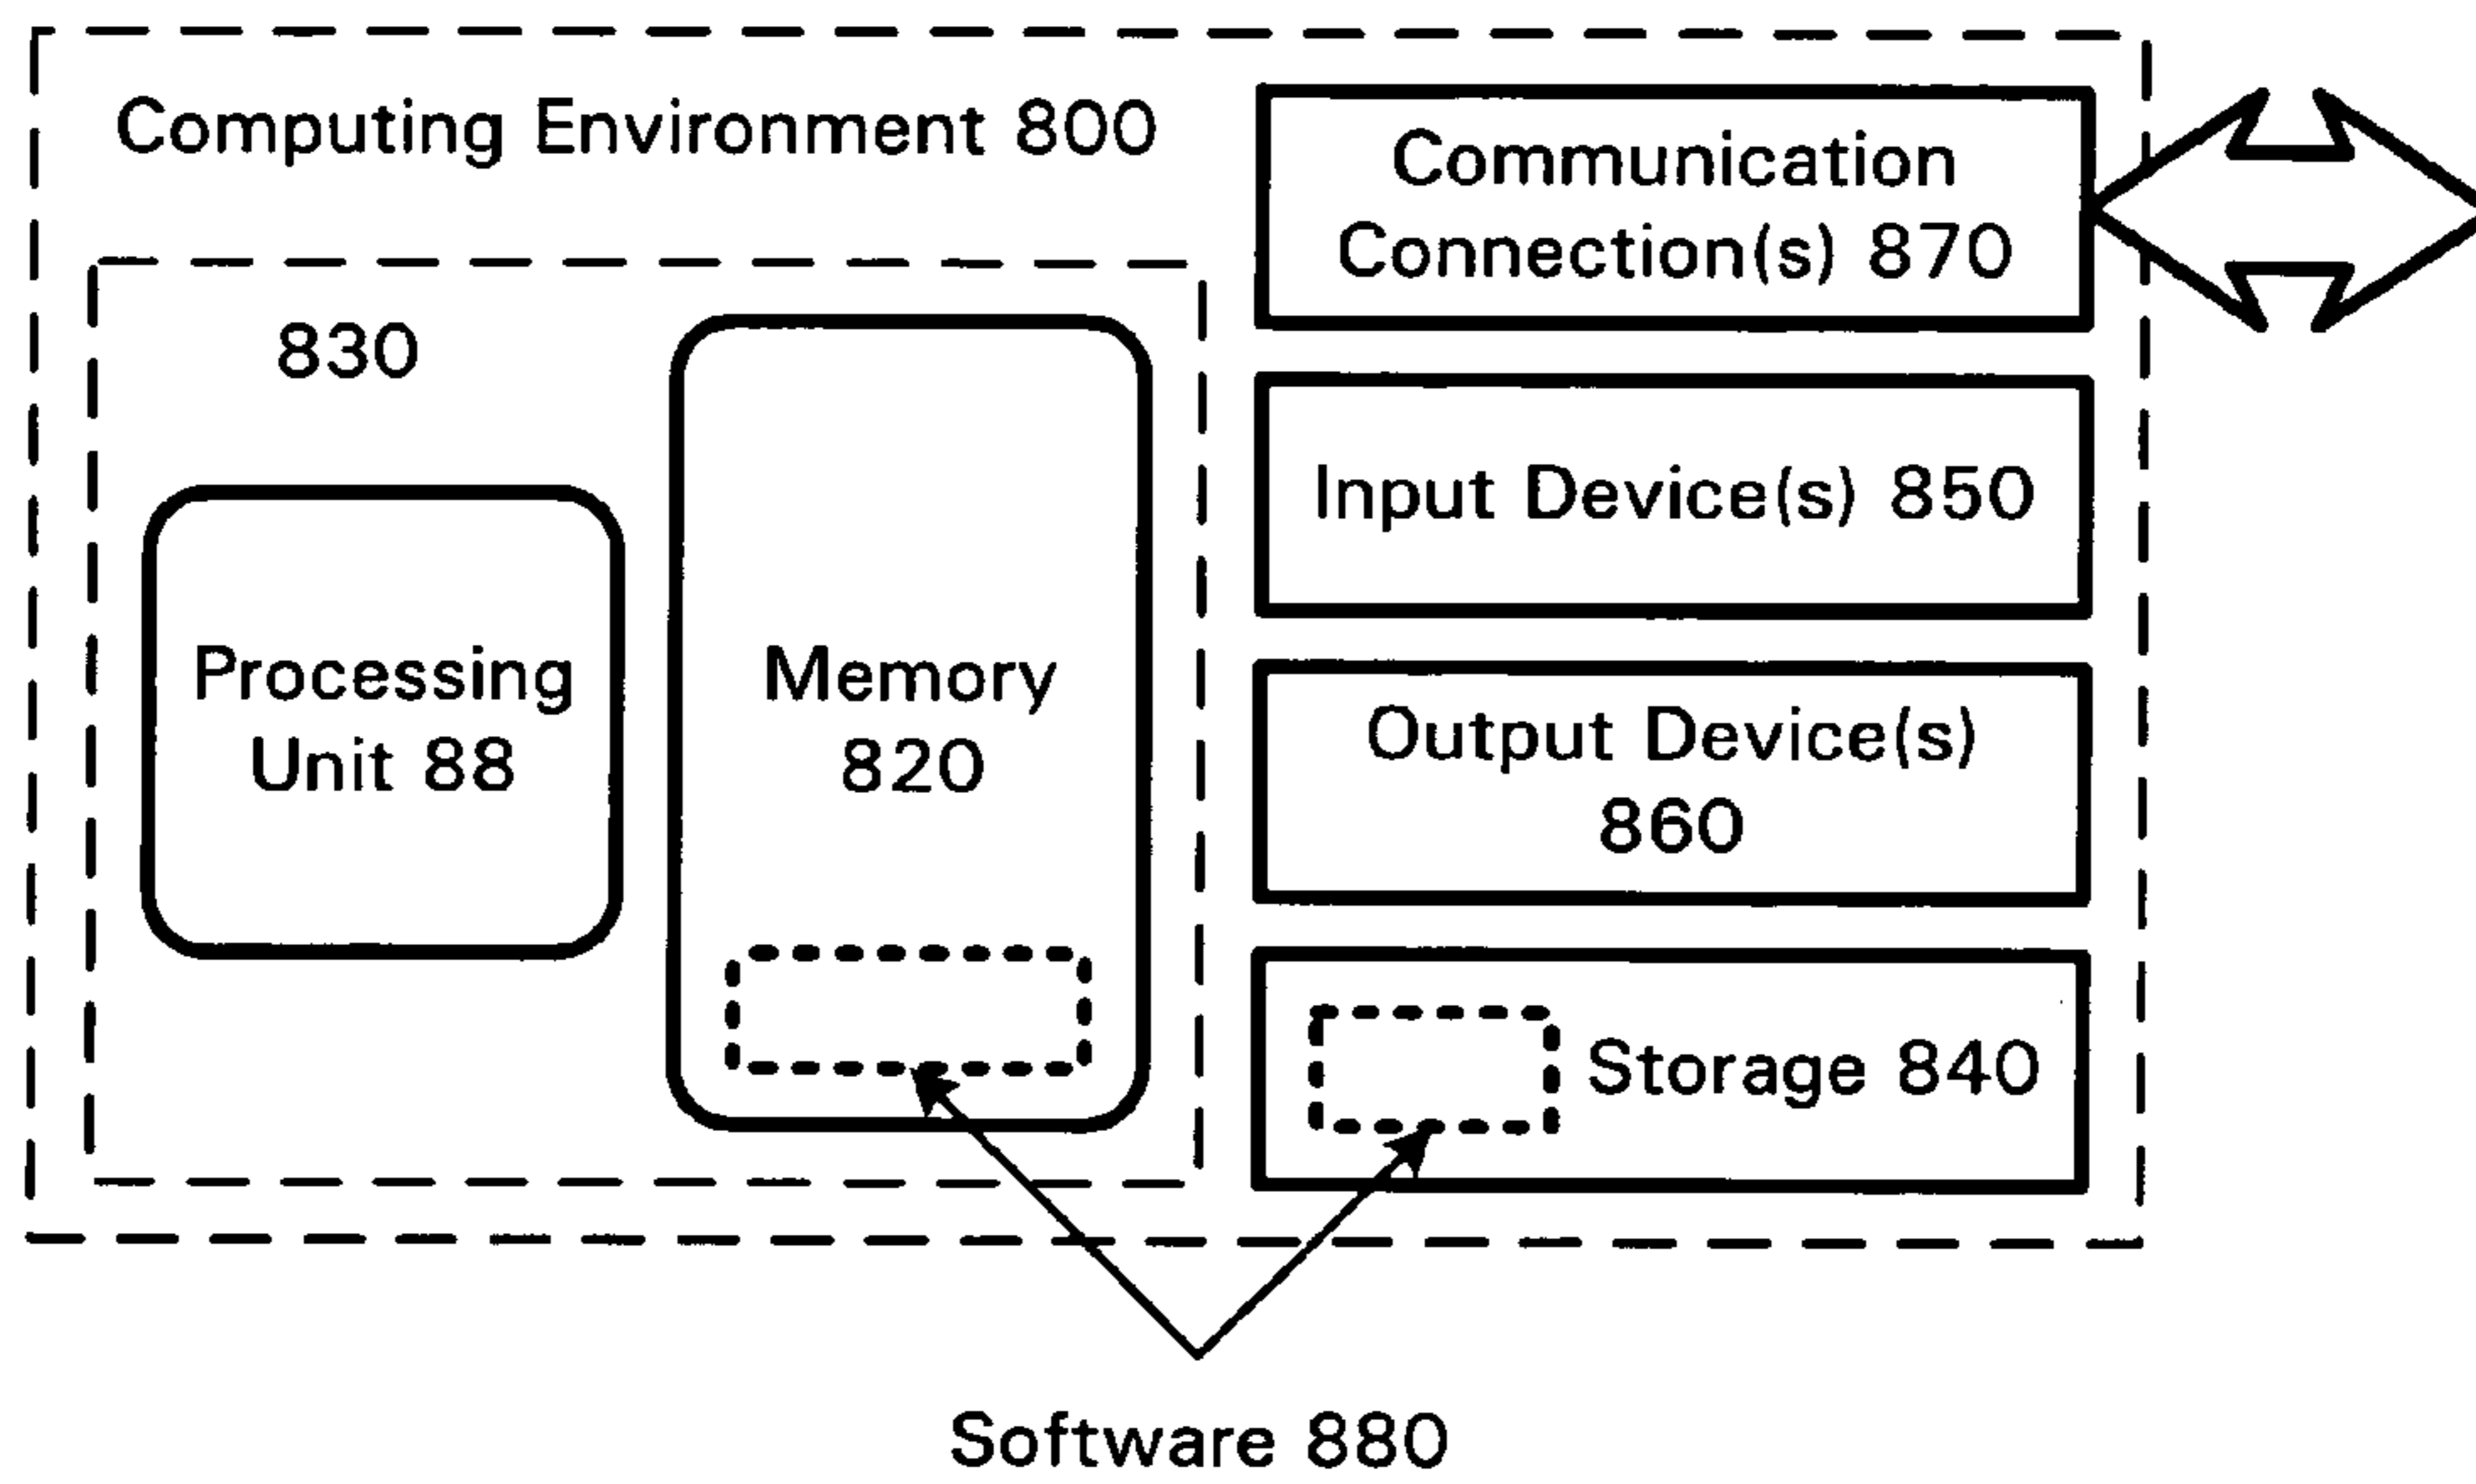 Computing Environment 800
Communication
Connection(s) 870
830
Input Device(s) 850
Processing
Unit 88
Memory
820
Output Device(s)
860
Storage 840
Software 880